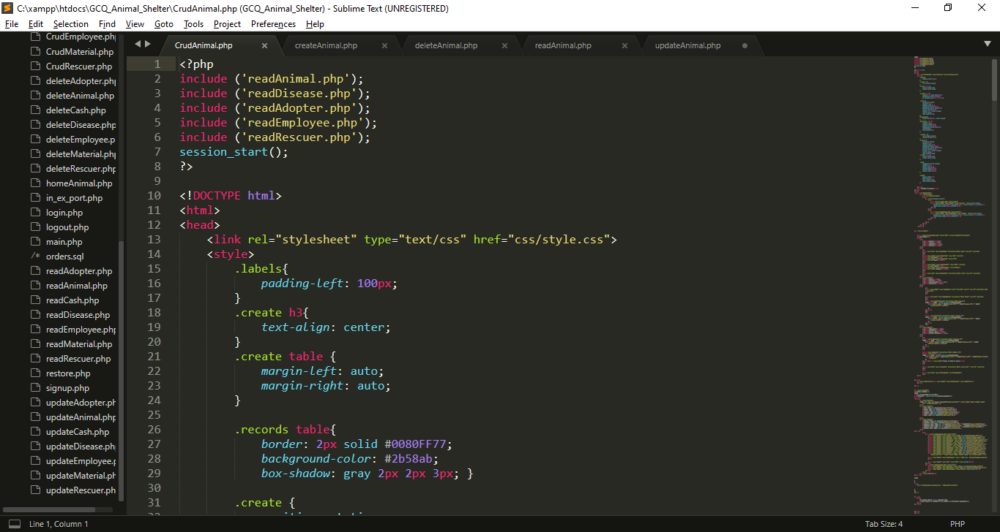 C:\xampp\htdocs\GCQ_Animal_Shelter\CrudAnimal.php (GCQ_Animal_Shelter) - Sublime Text (UNREGISTERED)
File Edit Selection Find View Goto Tools Project Preferences Help
CrudEmployee.ph
CrudMaterial.php
CrudRescuer.php
deleteAdopter.php
deleteAnimal.php
deleteCash.php
deleteDisease.php
deleteEmployee.p
deleteMaterial.php
deleteRescuer.php
homeAnimal.php
in_ex_port.php
login.php
logout.php
main.php
/* orders.sql
readAdopter.php
readAnimal.php
readCash.php
readDisease.php
readEmployee.php
readMaterial.php
readRescuer.php
restore.php
signup.php
updateAdopter.ph
updateAnimal.php
updateCash.php
updateDisease.ph
updateEmployee.p
updateMaterial.ph
updateRescuer.ph
CrudAnimal.php createAnimal.php deleteAnimal.php readAnimal.php updateAnimal.php
1 <?php
2 include ('readAnimal.php');
3 include ('readDisease.php');
4 include ('readAdopter.php');
5 include ('readEmployee.php');
6 include ('readRescuer.php');
7 session_start();
8 ?>
9
10 <!DOCTYPE html>
11 <html>
12 <head>
13 <link rel="stylesheet" type="text/css" href="css/style.css">
14 <style>
15 .labels{
16 padding-left: 100px;
17 }
18 .create h3{
19 text-align: center;
20 }
21 .create table {
22 margin-left: auto;
23 margin-right: auto;
24 }
25
26 .records table{
27 border: 2px solid #0080FF77;
28 background-color: #2b58ab;
29 box-shadow: gray 2px 2px 3px; }
30
31 .create {
Line 1, Column 1 Tab Size: 4 PHP